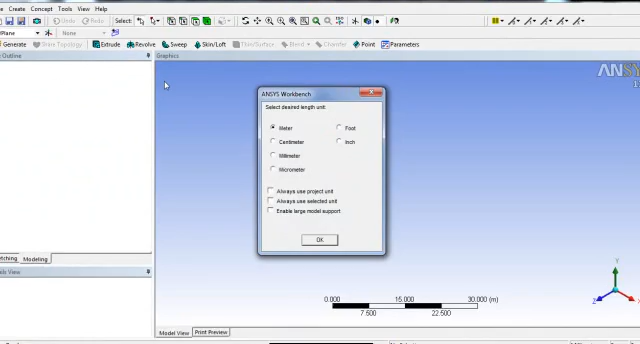 Create Concept Tools View Help
Undo Redo Select:
Plane None
Generate Share Topology Extrude Revolve Sweep Skin/Loft Thin/Surface Blend Chamfer Point Parameters
Outline Graphics
ANSYS
ANSYS Workbench
Select desired length unit:
Meter Foot
Centimeter Inch
Millimeter
Micrometer
Always use project unit
Always use selected unit
Enable large model support
OK
Modeling
View
0.000 15.000 30.000 (m)
7.500 22.500
Y
Z X
Model View Print Preview